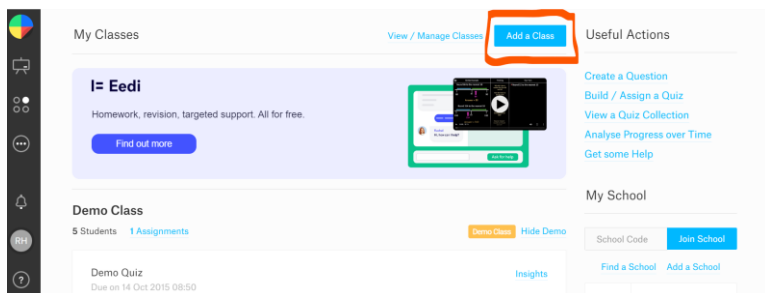 My Classes
View / Manage Classes
Add a Class
Useful Actions
I= Eedi
Homework, revision, targeted support. All for free.
Find out more
Create a Question
Build / Assign a Quiz
View a Quiz Collection
Analyse Progress over Time
Get some Help
My School
School Code
Join School
Find a School
Add a School
Demo Class
5 Students
1 Assignments
Demo Class
Hide Demo
Demo Quiz
Insights
Due on 14 Oct 2015 08:50
RH
?